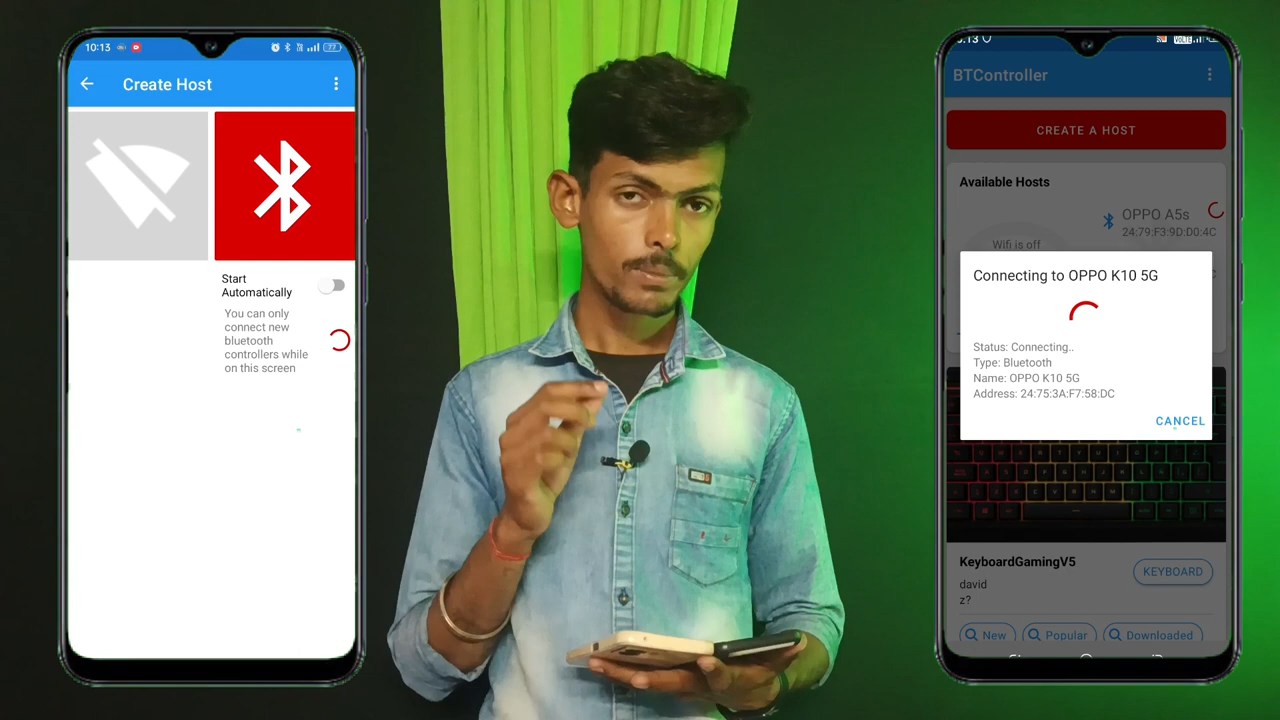 10:13
77
Create Host
Start
Automatically
You can only
connect new
bluetooth
controllers while
on this screen
BTController
CREATE A HOST
Available Hosts
OPPO A5s
24:79:F3:9D:D0:4C
Wifi is off
Connecting to OPPO K10 5G
Status: Connecting..
Type: Bluetooth
Name: OPPO K10 5G
Address: 24:75:3A:F7:58:DC
CANCEL
KeyboardGamingV5
KEYBOARD
david
z?
New
Popular
Downloaded